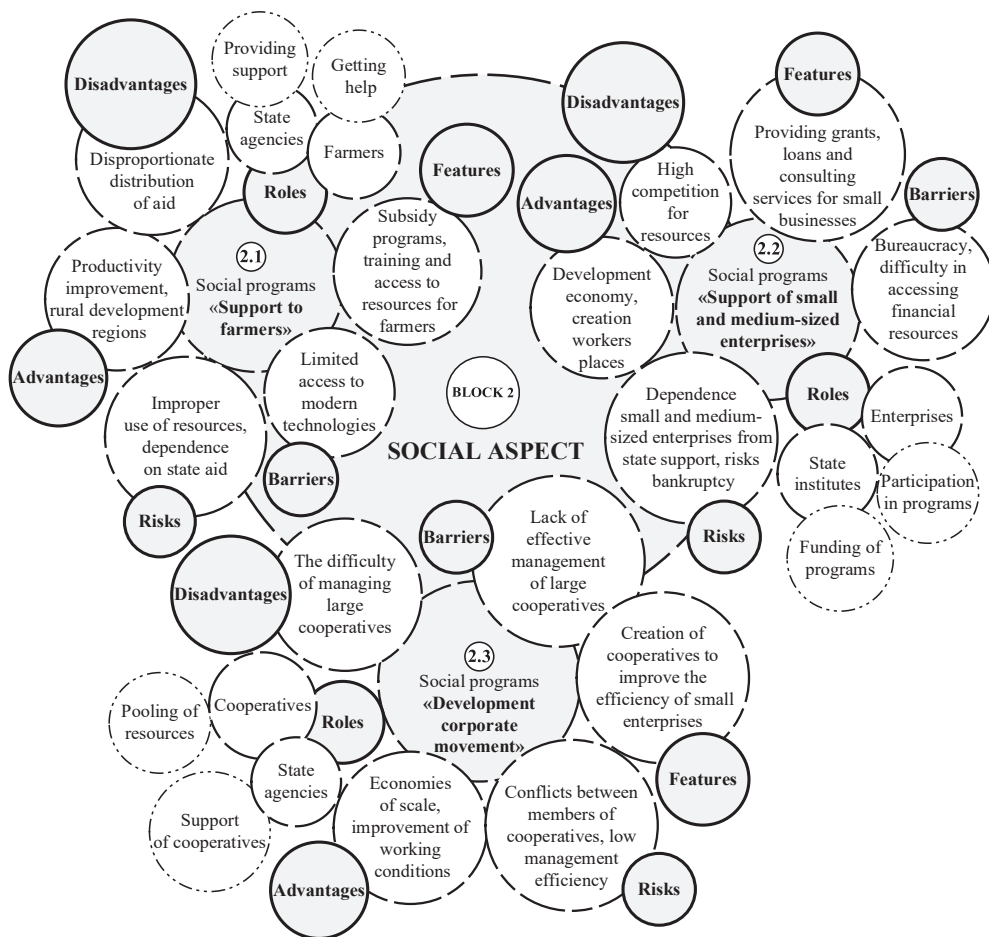 Providing
support
Getting
help
Disadvantages
State
agencies
Farmers
Disproportionate
distribution
of aid
Roles
Features
Subsidy
programs,
training and
access to
resources for
farmers
2.1
Social programs
«Support to
farmers»
Productivity
improvement,
rural development
regions
Advantages
Limited
access to
modern
technologies
Barriers
Improper
use of resources,
dependence
on state aid
Risks
BLOCK 2
SOCIAL ASPECT
Disadvantages
High
competition for
resources
Features
Providing grants,
loans and
consulting
services for small
businesses
Barriers
Bureaucracy,
difficulty in
accessing
financial
resources
Advantages
Development
economy,
creation
workers
places
2.2
Social programs
«Support of small
and medium-sized
enterprises»
Roles
Enterprises
State
institutes
Participation
in programs
Funding of
programs
Dependence
small and medium-
sized enterprises from
state support, risks
bankruptcy
Risks
Barriers
Lack of
effective
management
of large
cooperatives
Disadvantages
The difficulty
of managing
large
cooperatives
2.3
Social programs
«Development
corporate
movement»
Creation of
cooperatives to
improve the
efficiency of small
enterprises
Features
Cooperatives
Roles
Pooling of
resources
State
agencies
Support
of cooperatives
Economies
of scale,
improvement of
working
conditions
Advantages
Conflicts between
members of
cooperatives, low
management
efficiency
Risks